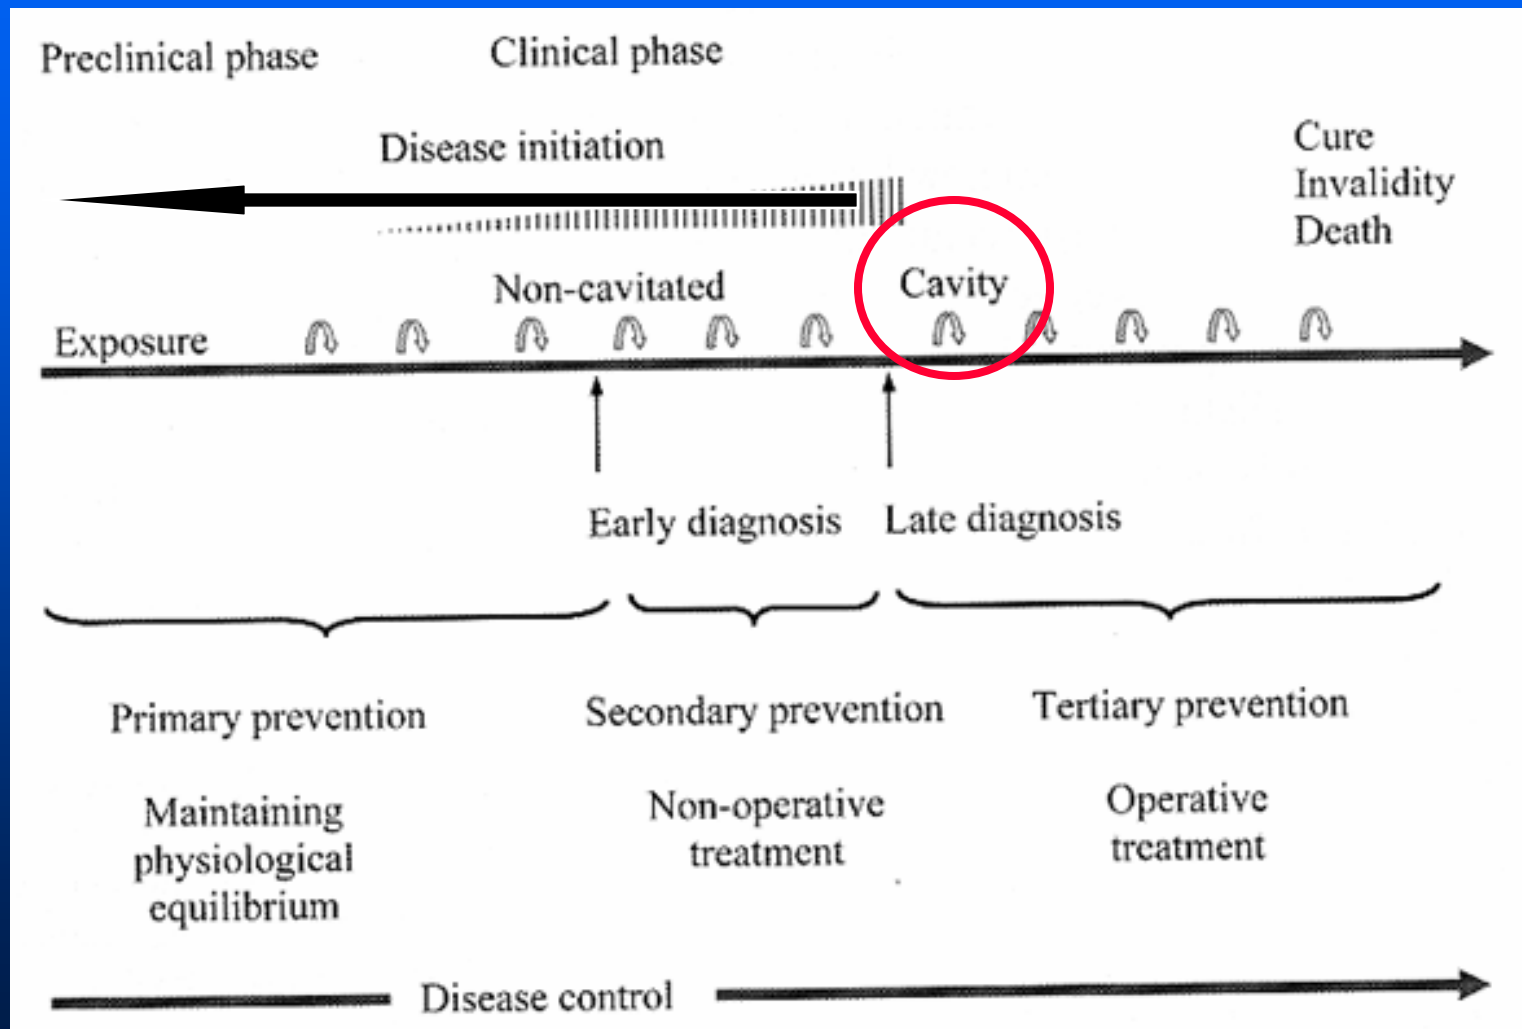 Preclinical phase
Clinical phase
Disease initiation
Cure
Invalidity
Death
Non-cavitated
Cavity
Exposure
Early diagnosis
Late diagnosis
Primary prevention
Secondary prevention
Tertiary prevention
Maintaining
physiological
equilibrium
Non-operative
treatment
Operative
treatment
Disease control